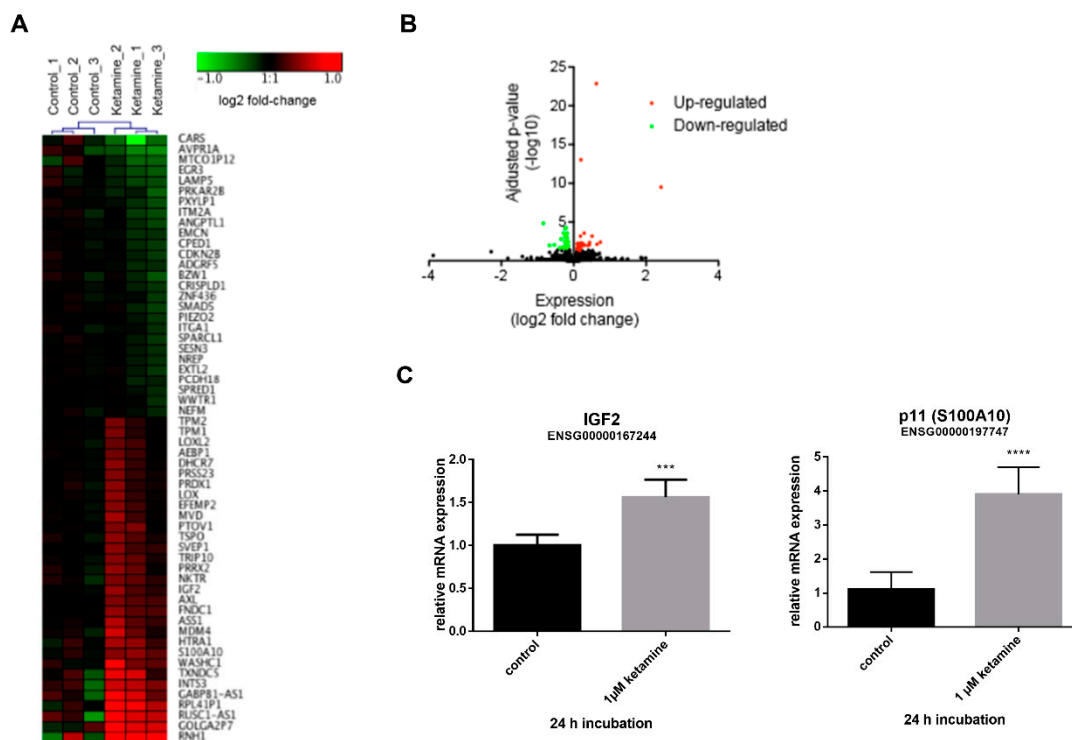 A
Control_1
Control_2
Control_3
Ketamine_2
Ketamine_1
Ketamine_3
-1.0 1:1 1.0
log2 fold-change
CARS
AVPR1A
MTCO1P12
EGR3
LAMP5
PRKAR2B
PXYLP1
ITM2A
ANGPTL1
EMCN
CPED1
CDKN2B
ADGRF5
BZW1
CRISPLD1
ZNF436
SMAD5
PIEZO2
ITGA1
SPARCL1
SESN3
NREP
EXTL2
PCDH18
SPRED1
WWTR1
NEFM
TPM2
TPM1
LOXL2
AEBP1
DHCR7
PRSS23
PRDX1
LOX
EFEMP2
MVD
PTOV1
TSPO
SVEP1
TRIP10
PRRX2
NKTR
IGF2
AXL
FNDC1
ASS1
MDM4
HTRA1
S100A10
WASHC1
TXNDC5
INTS3
GABPB1-AS1
RPL41P1
RUSC1-AS1
GOLGA2P7
RNH1
B
Ajdusted p-value
(-log10)
25
20
15
10
5
0
-4 -2 0 2 4
Expression
(log2 fold change)
Up-regulated
Down-regulated
C
IGF2
ENSG00000167244
relative mRNA expression
2.0
1.5
1.0
0.5
0.0
***
control
1µM ketamine
24 h incubation
p11 (S100A10)
ENSG00000197747
relative mRNA expression
5
4
3
2
1
0
****
control
1 µM ketamine
24 h incubation